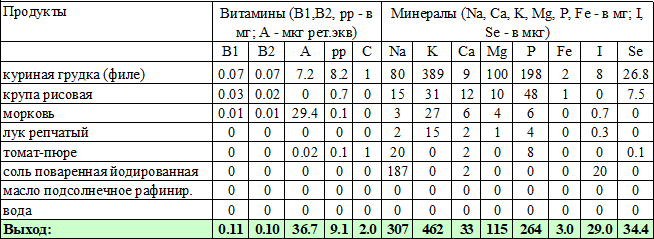 Продукты Витамины (B1,B2, pp - в мг; A - мкг рет.экв) Минералы (Na, Ca, K, Mg, P, Fe - в мг; I, Se - в мкг)
B1 B2 A pp C Na K Ca Mg P Fe I Se
куриная грудка (филе) 0.07 0.07 7.2 8.2 1 80 389 9 100 198 2 8 26.8
крупа рисовая 0.03 0.02 0 0.7 0 15 31 12 10 48 1 0 7.5
морковь 0.01 0.01 29.4 0.1 0 3 27 6 4 6 0 0.7 0
лук репчатый 0 0 0 0 0 2 15 2 1 4 0 0.3 0
томат-пюре 0 0 0.02 0.1 1 20 0 2 0 8 0 0 0.1
соль поваренная йодированная 0 0 0 0 0 187 0 2 0 0 0 20 0
масло подсолнечное рафинир. 0 0 0 0 0 0 0 0 0 0 0 0 0
вода 0 0 0 0 0 0 0 0 0 0 0 0 0
Выход: 0.11 0.10 36.7 9.1 2.0 307 462 33 115 264 3.0 29.0 34.4